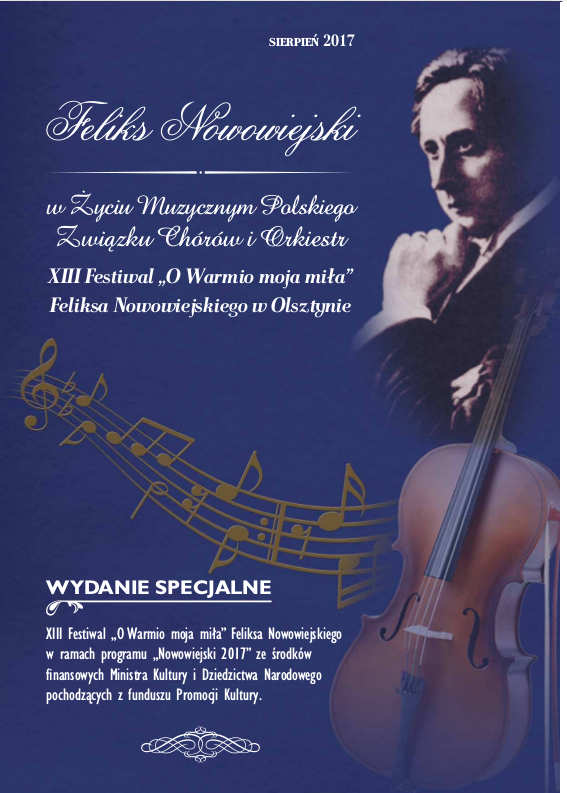 SIERPIEŃ 2017
Feliks Nowowiejski
w Życiu Muzycznym Polskiego
Związku Chórów i Orkiestr
XIII Festiwal „O Warmio moja miła”
Feliksa Nowowiejskiego w Olsztynie
WYDANIE SPECJALNE
XIII Festiwal „O Warmio moja miła” Feliksa Nowowiejskiego
w ramach programu „Nowowiejski 2017” ze środków
finansowych Ministra Kultury i Dziedzictwa Narodowego
pochodzących z funduszu Promocji Kultury.